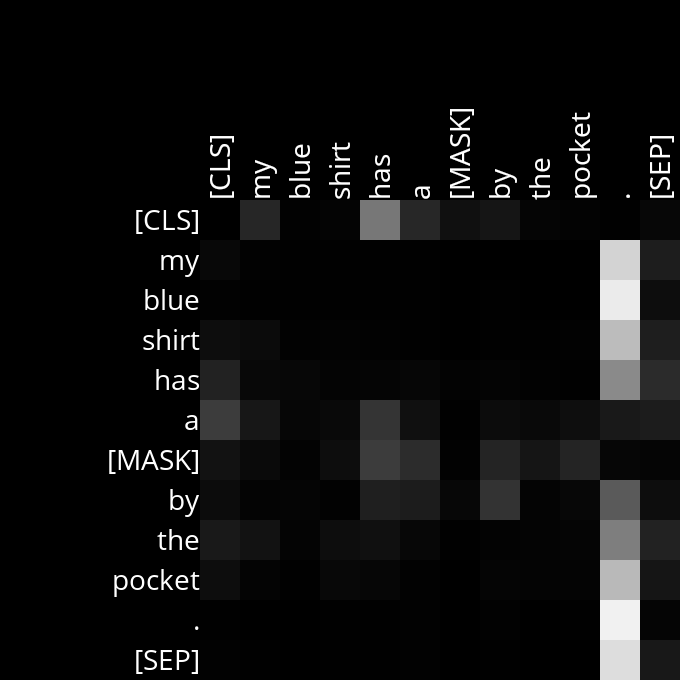 [CLS] my blue shirt has a [MASK] by the pocket . [SEP]
[CLS]
my
blue
shirt
has
a
[MASK]
by
the
pocket
.
[SEP]